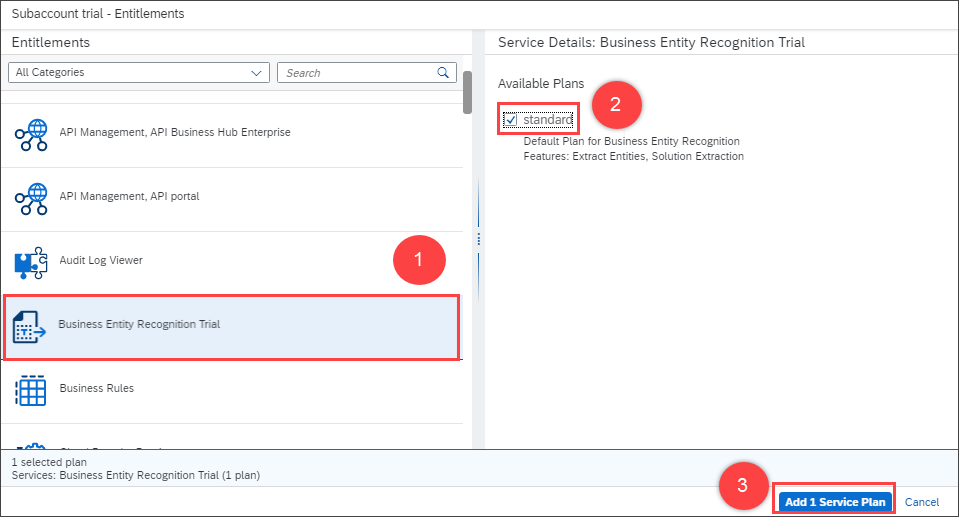 Subaccount trial - Entitlements
Entitlements
All Categories
Search
API Management, API Business Hub Enterprise
API Management, API portal
Audit Log Viewer
1
Business Entity Recognition Trial
Business Rules
Service Details: Business Entity Recognition Trial
Available Plans
2
standard
Default Plan for Business Entity Recognition
Features: Extract Entities, Solution Extraction
1 selected plan
Services: Business Entity Recognition Trial (1 plan)
3
Add 1 Service Plan
Cancel